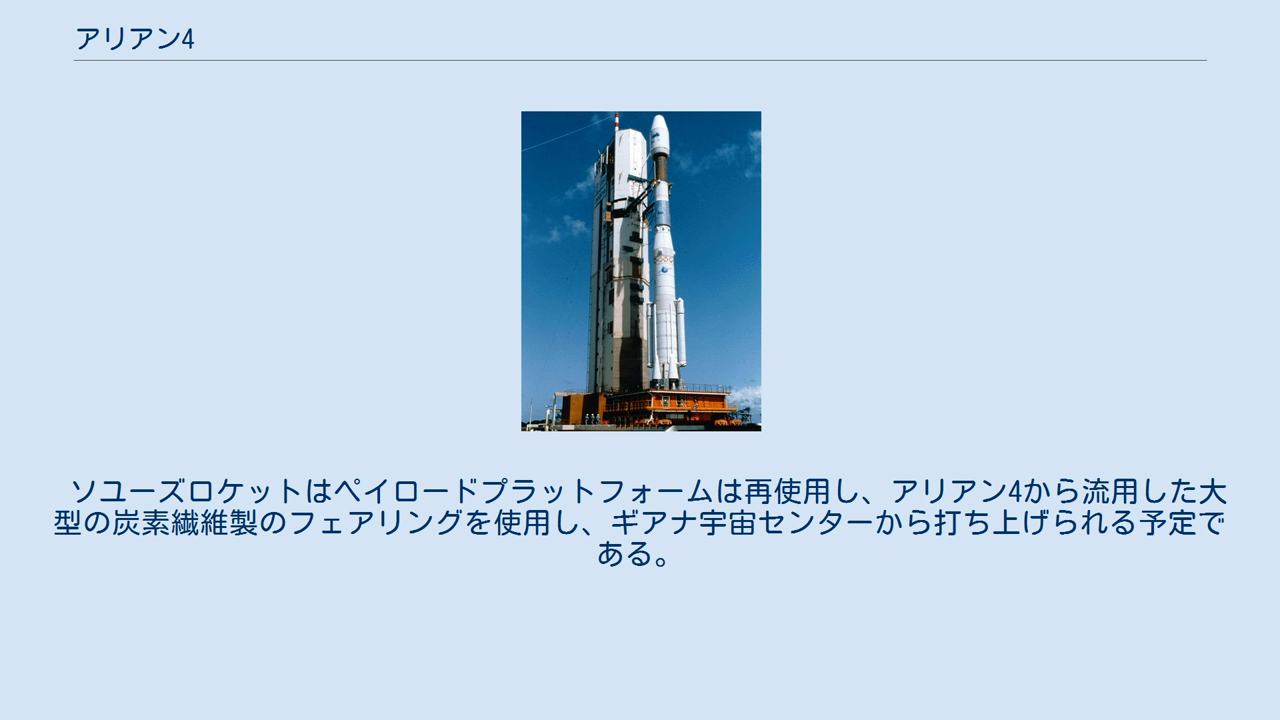 アリアン4
ソユーズロケットはペイロードプラットフォームは再使用し、アリアン4から流用した大
型の炭素繊維製のフェアリングを使用し、ギアナ宇宙センターから打ち上げられる予定で
ある。